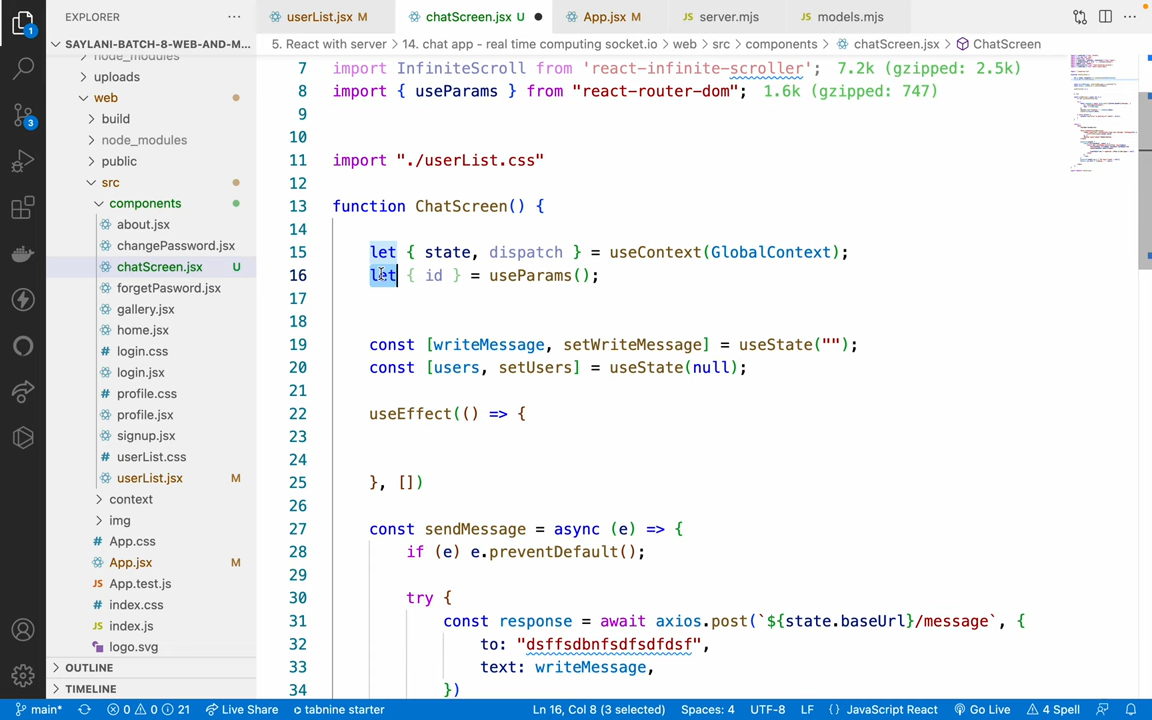 EXPLORER
userList.jsx M
chatScreen.jsx U
App.jsx M
server.mjs
models.mjs
SAYLANI-BATCH-8-WEB-AND-M...
5. React with server > 14. chat app - real time computing socket.io > web > src > components > chatScreen.jsx > ChatScreen
node_modules
uploads
web
build
node_modules
public
src
components
about.jsx
changePassword.jsx
chatScreen.jsx U
forgetPasword.jsx
gallery.jsx
home.jsx
login.css
login.jsx
profile.css
profile.jsx
signup.jsx
userList.css
userList.jsx M
context
img
App.css
App.jsx M
App.test.js
index.css
index.js
logo.svg
OUTLINE
TIMELINE
1
3
7 import InfiniteScroll from 'react-infinite-scroller'; 7.2k (gzipped: 2.5k)
8 import { useParams } from "react-router-dom"; 1.6k (gzipped: 747)
9
10
11 import "./userList.css"
12
13 function ChatScreen() {
14
15 let { state, dispatch } = useContext(GlobalContext);
16 let { id } = useParams();
17
18
19 const [writeMessage, setWriteMessage] = useState("");
20 const [users, setUsers] = useState(null);
21
22 useEffect(() => {
23
24
25 }, [])
26
27 const sendMessage = async (e) => {
28 if (e) e.preventDefault();
29
30 try {
31 const response = await axios.post(`${state.baseUrl}/message`, {
32 to: "dsffsdbnfsdfsdfdsf",
33 text: writeMessage,
34 })
main* 0 0 21 Live Share tabnine starter Ln 16, Col 8 (3 selected) Spaces: 4 UTF-8 LF {} JavaScript React Go Live 4 Spell